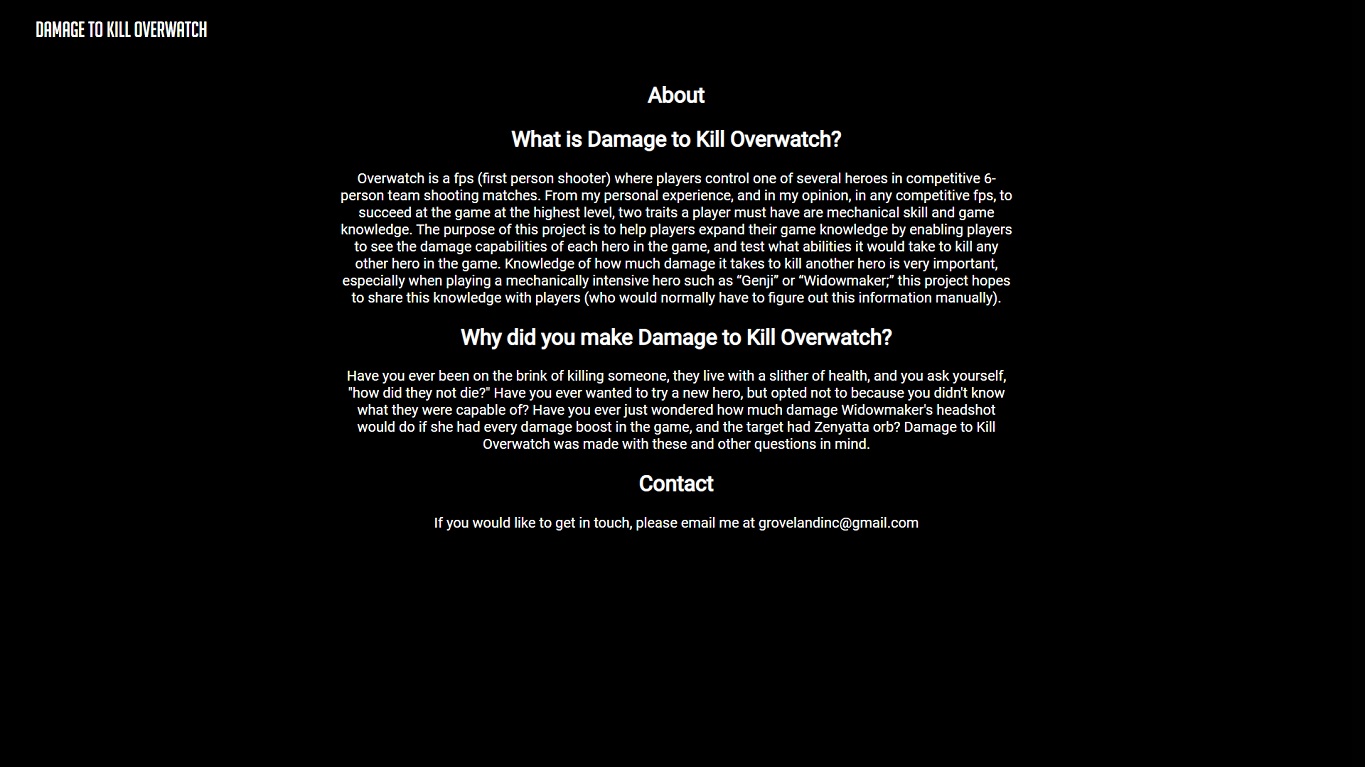 DAMAGE TO KILL OVERWATCH
About
What is Damage to Kill Overwatch?
Overwatch is a fps (first person shooter) where players control one of several heroes in competitive 6-
person team shooting matches. From my personal experience, and in my opinion, in any competitive fps, to
succeed at the game at the highest level, two traits a player must have are mechanical skill and game
knowledge. The purpose of this project is to help players expand their game knowledge by enabling players
to see the damage capabilities of each hero in the game, and test what abilities it would take to kill any
other hero in the game. Knowledge of how much damage it takes to kill another hero is very important,
especially when playing a mechanically intensive hero such as “Genji” or “Widowmaker;” this project hopes
to share this knowledge with players (who would normally have to figure out this information manually).
Why did you make Damage to Kill Overwatch?
Have you ever been on the brink of killing someone, they live with a slither of health, and you ask yourself,
"how did they not die?" Have you ever wanted to try a new hero, but opted not to because you didn't know
what they were capable of? Have you ever just wondered how much damage Widowmaker's headshot
would do if she had every damage boost in the game, and the target had Zenyatta orb? Damage to Kill
Overwatch was made with these and other questions in mind.
Contact
If you would like to get in touch, please email me at grovelandinc@gmail.com